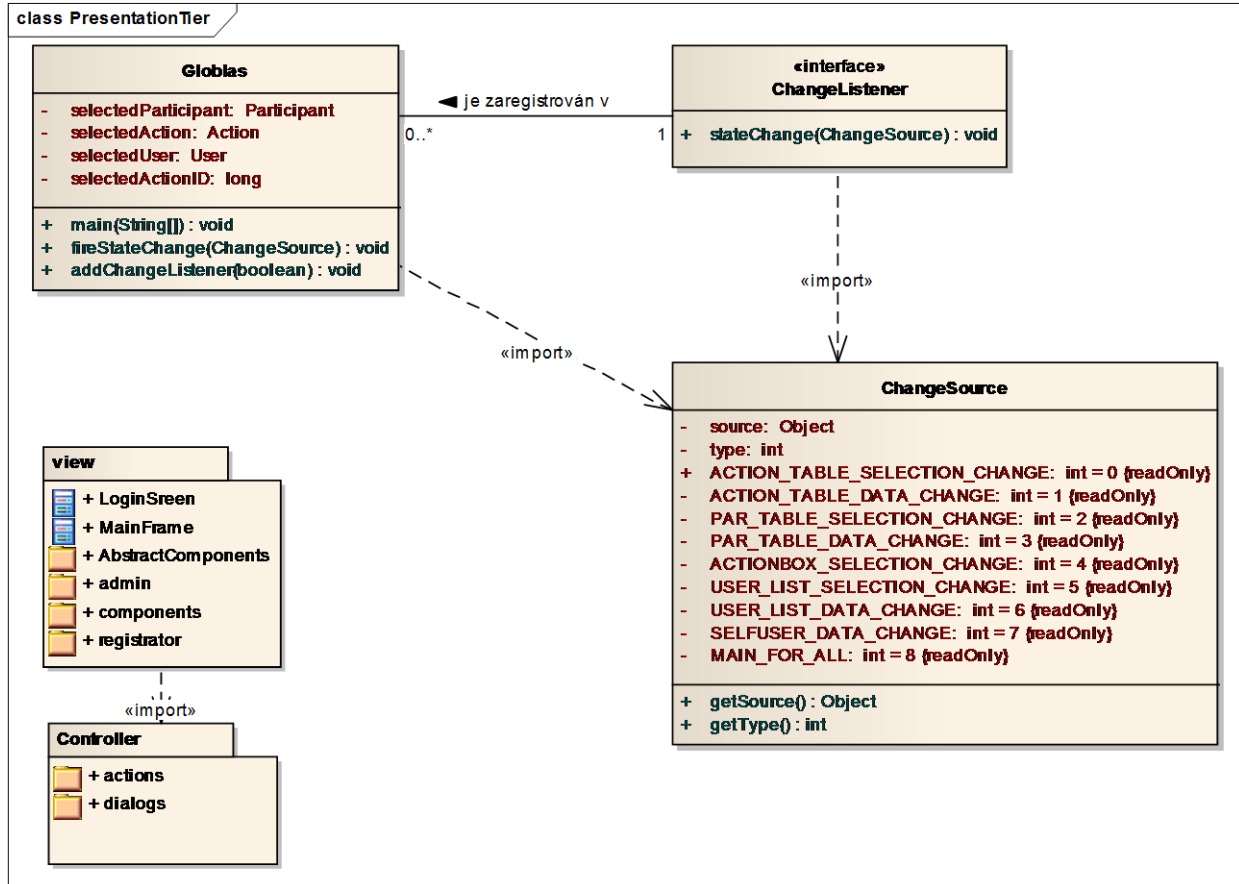 class PresentationTier
Globlas
- selectedParticipant: Participant
- selectedAction: Action
- selectedUser: User
- selectedActionID: long
+ main(String[]) : void
+ fireStateChange(ChangeSource) : void
+ addChangeListener(boolean) : void
◄ je zaregistrován v
0..*
1
«interface»
ChangeListener
+ stateChange(ChangeSource) : void
«import»
«import»
ChangeSource
- source: Object
- type: int
+ ACTION_TABLE_SELECTION_CHANGE: int = 0 {readOnly}
- ACTION_TABLE_DATA_CHANGE: int = 1 {readOnly}
- PAR_TABLE_SELECTION_CHANGE: int = 2 {readOnly}
- PAR_TABLE_DATA_CHANGE: int = 3 {readOnly}
- ACTIONBOX_SELECTION_CHANGE: int = 4 {readOnly}
- USER_LIST_SELECTION_CHANGE: int = 5 {readOnly}
- USER_LIST_DATA_CHANGE: int = 6 {readOnly}
- SELFUSER_DATA_CHANGE: int = 7 {readOnly}
- MAIN_FOR_ALL: int = 8 {readOnly}
+ getSource() : Object
+ getType() : int
view
+ LoginSreen
+ MainFrame
+ AbstractComponents
+ admin
+ components
+ registrator
«import»
Controller
+ actions
+ dialogs